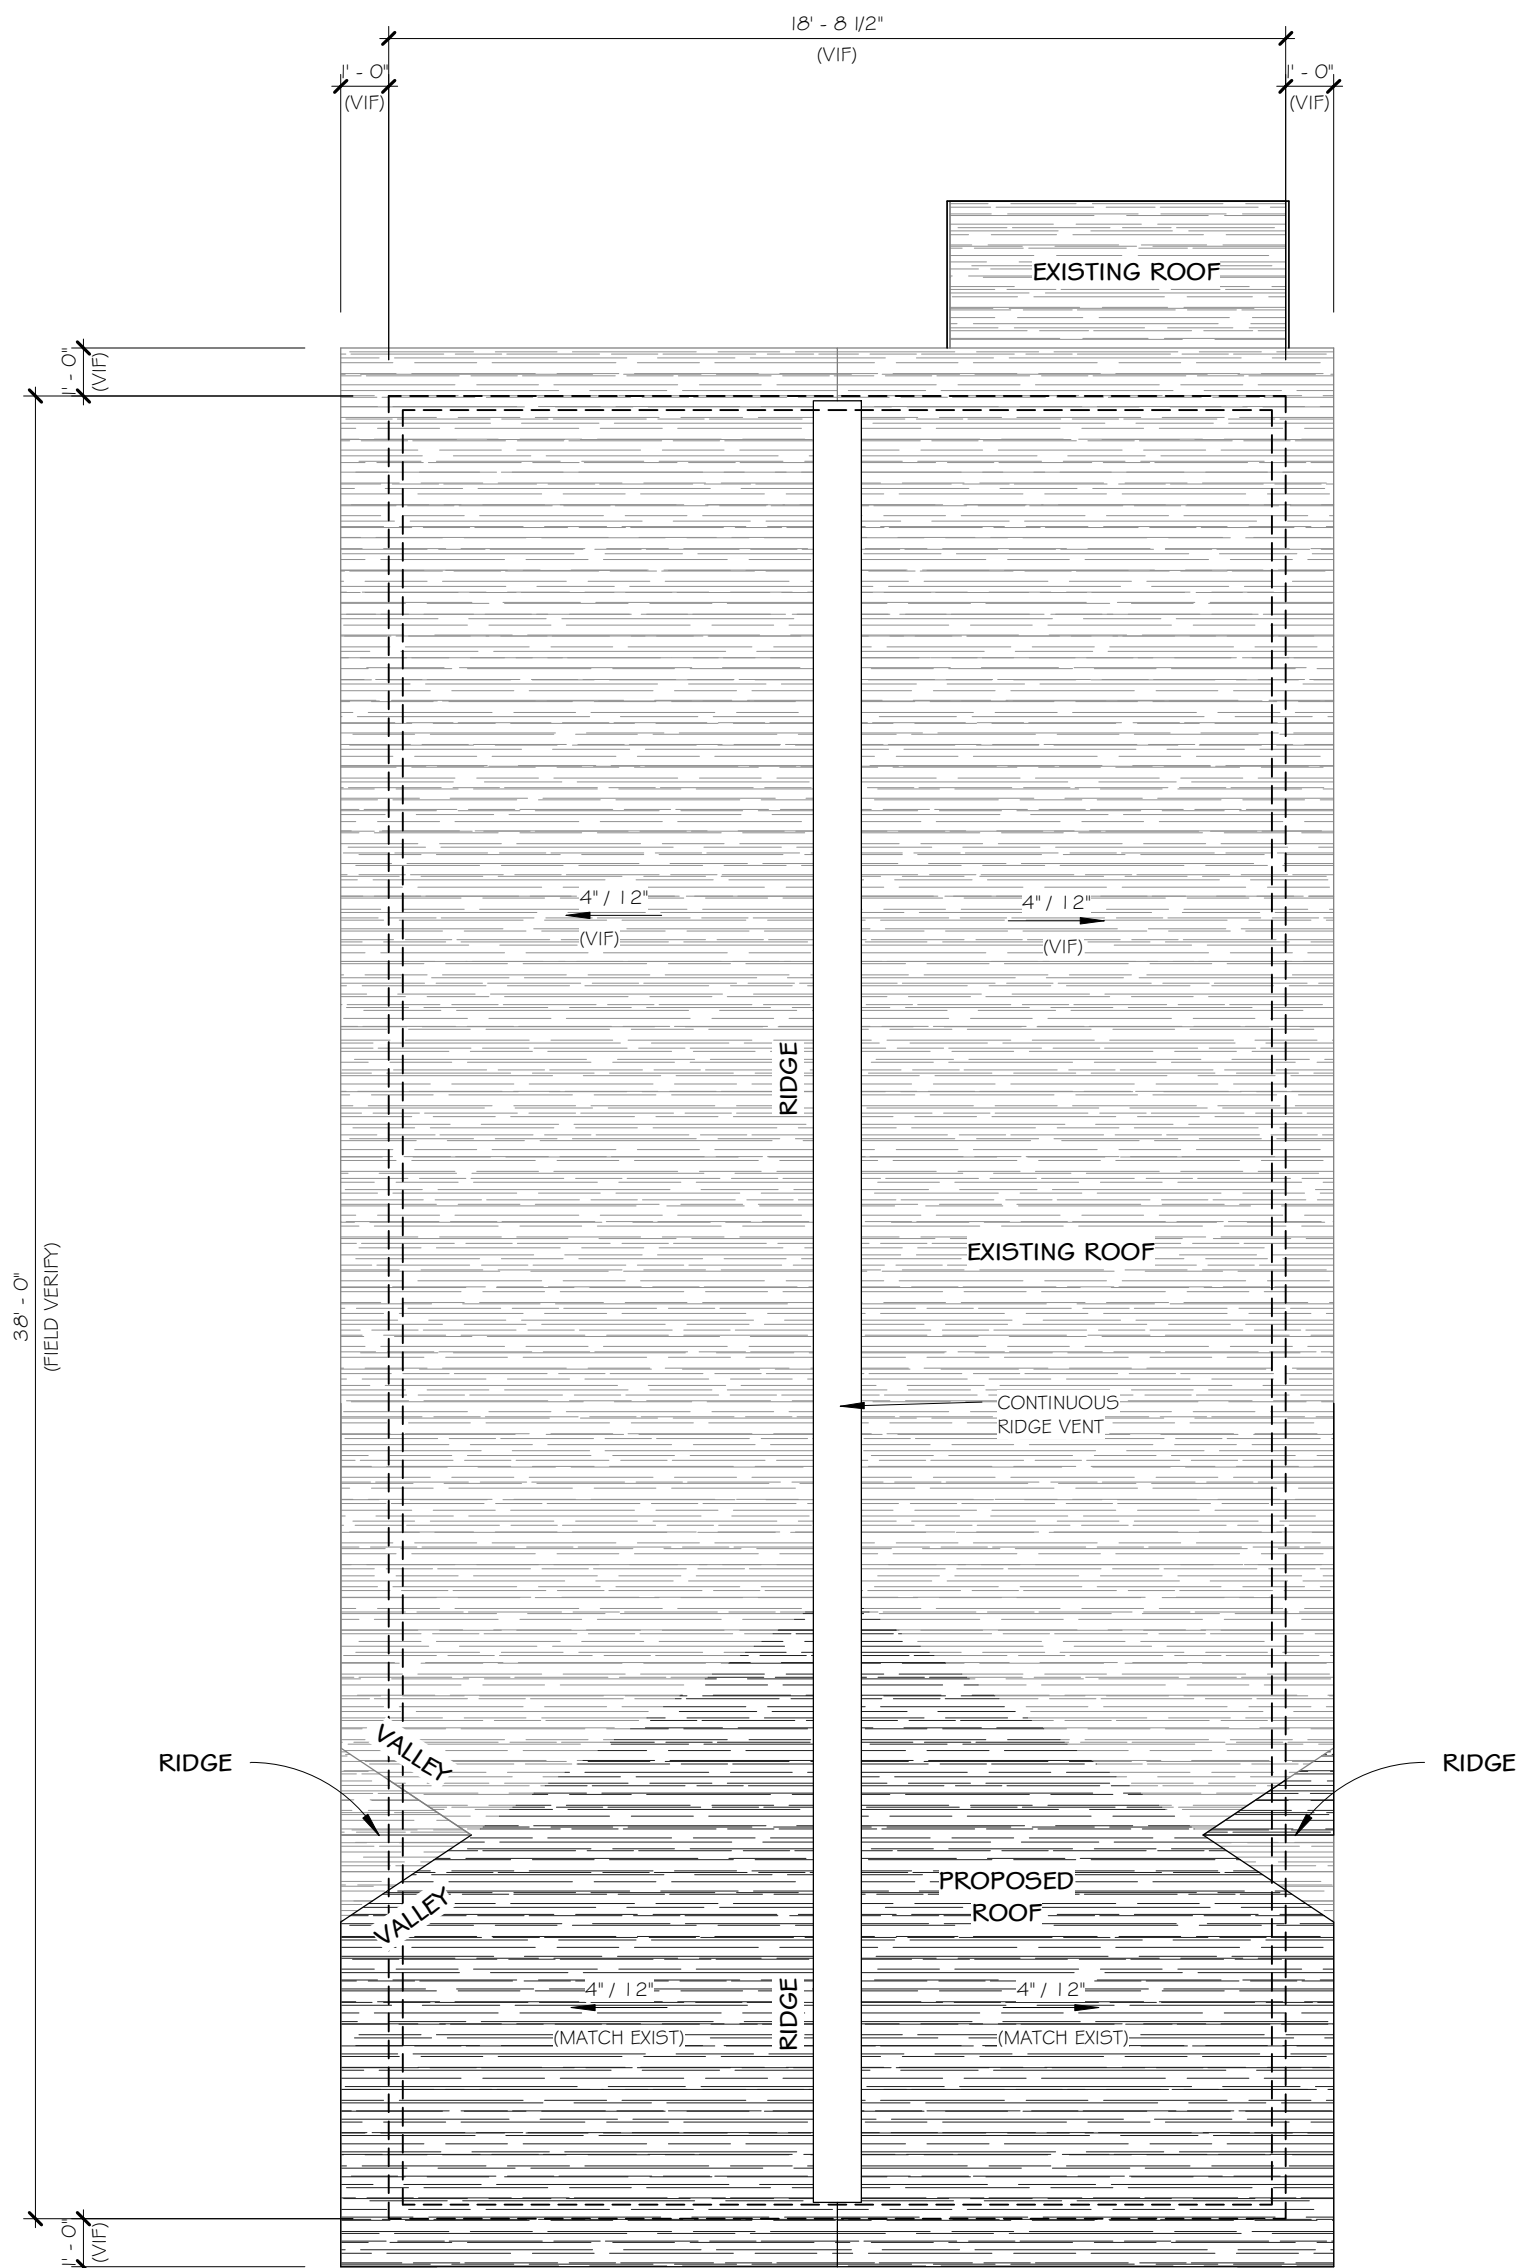 18' - 8 1/2"
(VIF)
1' - 0"
(VIF)
1' - 0"
(VIF)
EXISTING ROOF
1' - 0"
(VIF)
4" / 12"
(VIF)
4" / 12"
(VIF)
RIDGE
EXISTING ROOF
38' - 0"
(FIELD VERIFY)
CONTINUOUS
RIDGE VENT
VALLEY
RIDGE
RIDGE
PROPOSED
ROOF
VALLEY
4" / 12"
(MATCH EXIST)
RIDGE
4" / 12"
(MATCH EXIST)
1' - 0"
(VIF)